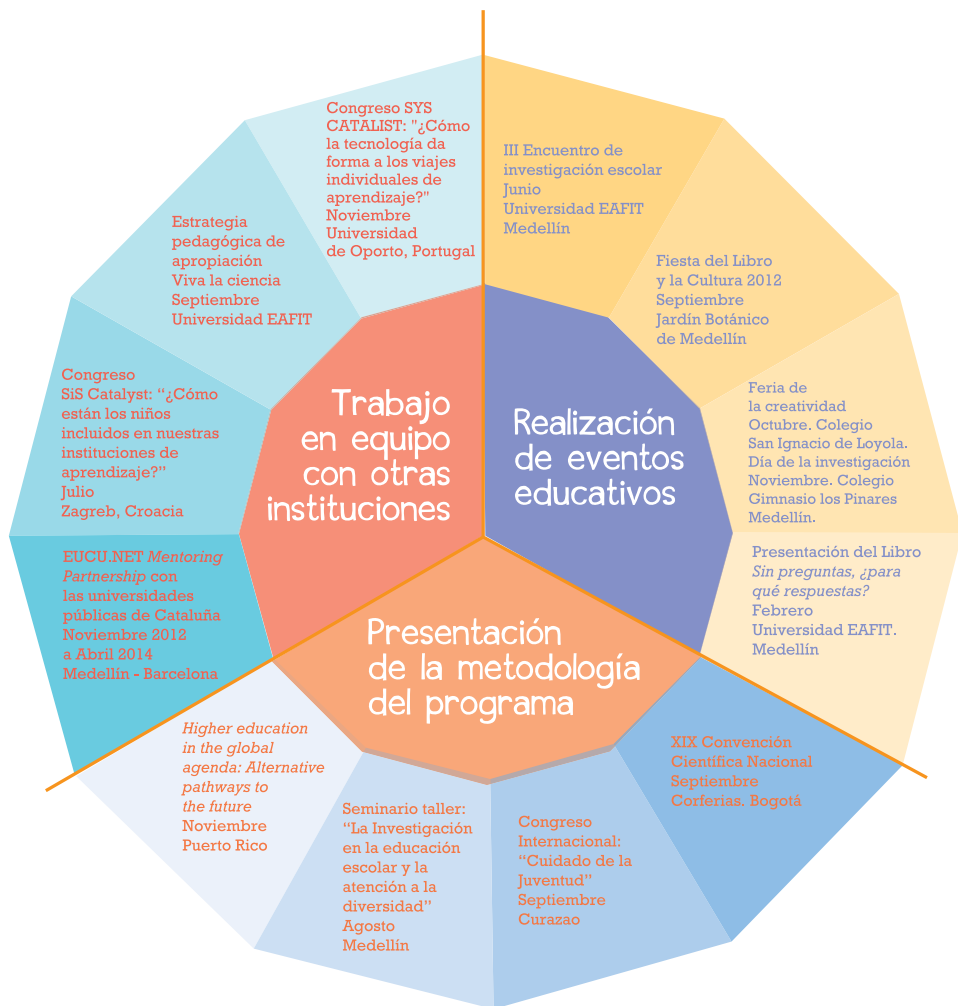 Congreso SYS
CATALIST: "¿Cómo
la tecnología da
forma a los viajes
individuales de
aprendizaje?"
Noviembre
Universidad
de Oporto, Portugal
Estrategia
pedagógica de
apropiación
Viva la ciencia
Septiembre
Universidad EAFIT
Congreso
SiS Catalyst: “¿Cómo
están los niños
incluidos en nuestras
instituciones de
aprendizaje?”
Julio
Zagreb, Croacia
EUCU.NET Mentoring
Partnership con
las universidades
públicas de Cataluña
Noviembre 2012
a Abril 2014
Medellín - Barcelona
Trabajo
en equipo
con otras
instituciones
III Encuentro de
investigación escolar
Junio
Universidad EAFIT
Medellín
Fiesta del Libro
y la Cultura 2012
Septiembre
Jardín Botánico
de Medellín
Feria de
la creatividad
Octubre. Colegio
San Ignacio de Loyola.
Día de la investigación
Noviembre. Colegio
Gimnasio los Pinares
Medellín.
Presentación del Libro
Sin preguntas, ¿para
qué respuestas?
Febrero
Universidad EAFIT.
Medellín
Realización
de eventos
educativos
Presentación
de la metodología
del programa
Higher education
in the global
agenda: Alternative
pathways to
the future
Noviembre
Puerto Rico
Seminario taller:
“La Investigación
en la educación
escolar y la
atención a la
diversidad”
Agosto
Medellín
Congreso
Internacional:
“Cuidado de la
Juventud”
Septiembre
Curazao
XIX Convención
Científica Nacional
Septiembre
Corferias. Bogotá